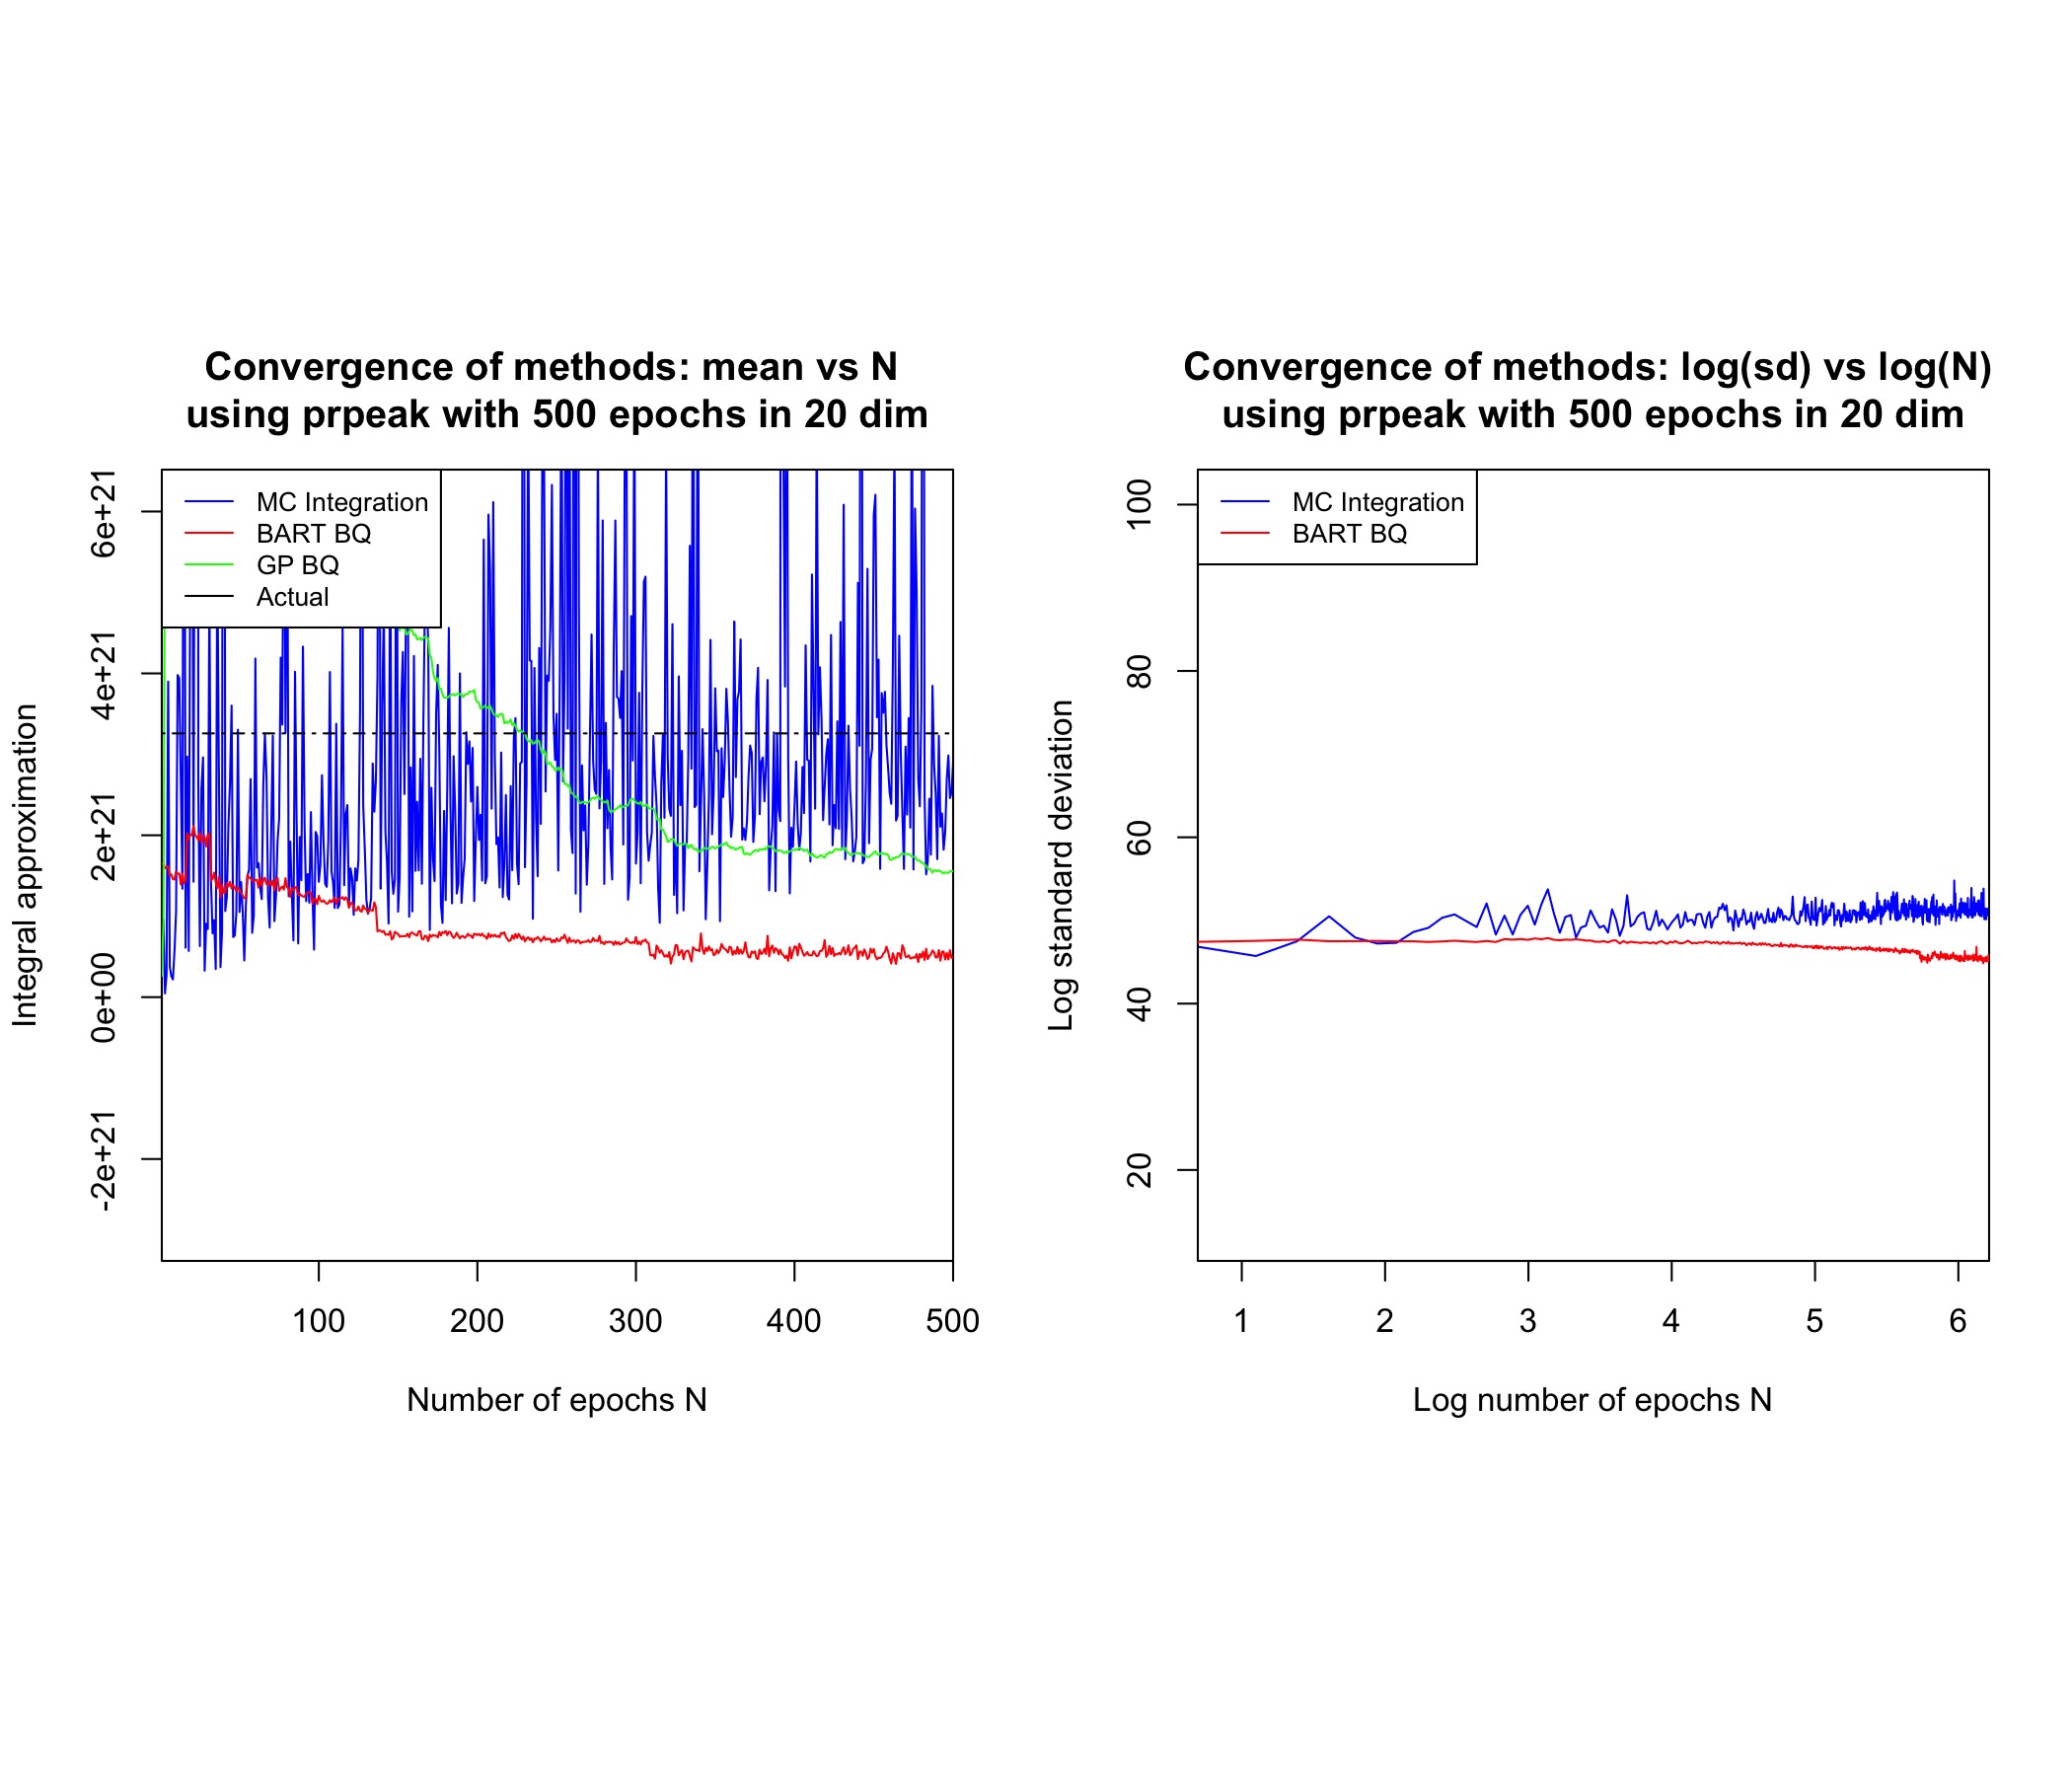 Convergence of methods: mean vs N
using prpeak with 500 epochs in 20 dim
MC Integration
BART BQ
GP BQ
Actual
Integral approximation
6e+21
4e+21
2e+21
0e+00
-2e+21
100
200
300
400
500
Number of epochs N
Convergence of methods: log(sd) vs log(N)
using prpeak with 500 epochs in 20 dim
MC Integration
BART BQ
Log standard deviation
100
80
60
40
20
1
2
3
4
5
6
Log number of epochs N